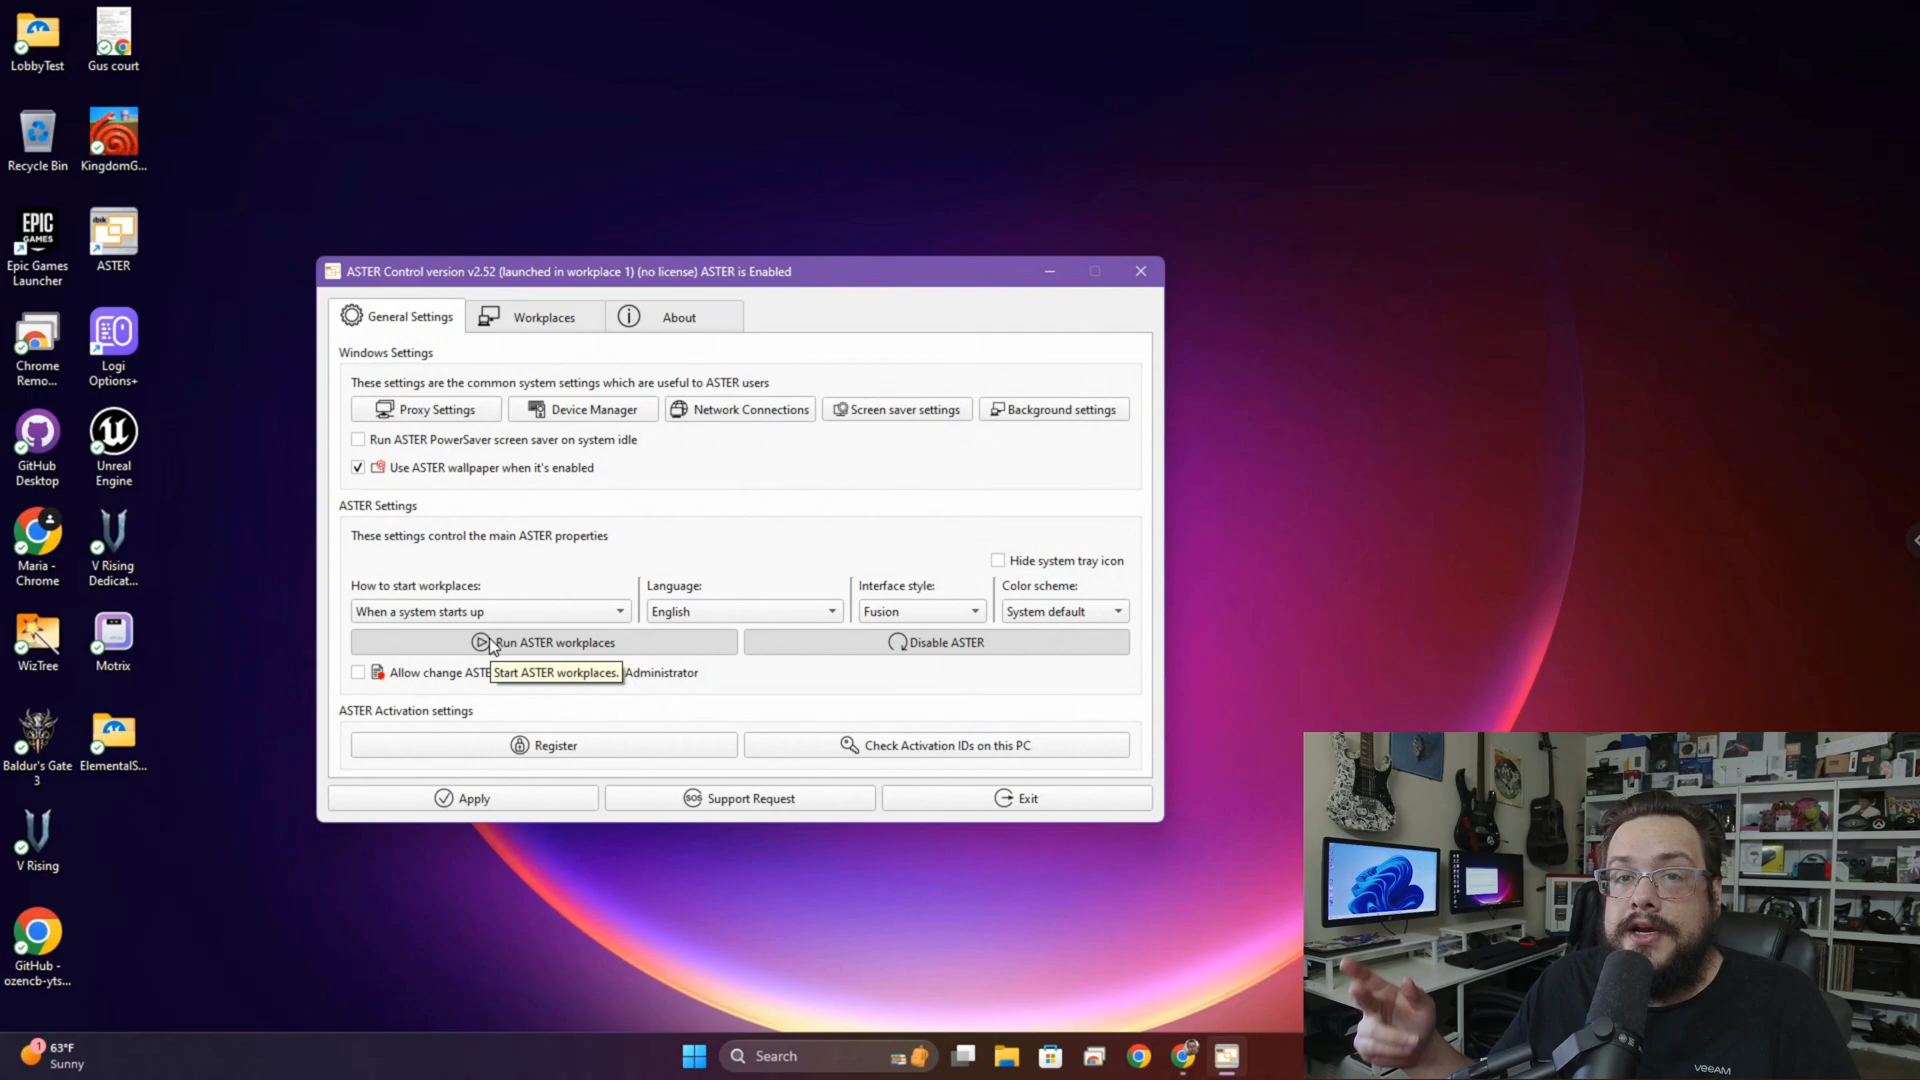 LobbyTest
Gus court
Recycle Bin
KingdomG...
EPIC
GAMES
Epic Games
Launcher
ibik
ASTER
Chrome
Remo...
Logi
Options+
GitHub
Desktop
Unreal
Engine
Maria -
Chrome
V Rising
Dedicat...
WizTree
Motrix
Baldur's Gate
3
ElementalS...
V Rising
GitHub -
ozencb-yts...
ASTER Control version v2.52 (launched in workplace 1) (no license) ASTER is Enabled
General Settings
Workplaces
About
Windows Settings
These settings are the common system settings which are useful to ASTER users
Proxy Settings
Device Manager
Network Connections
Screen saver settings
Background settings
Run ASTER PowerSaver screen saver on system idle
Use ASTER wallpaper when it's enabled
ASTER Settings
These settings control the main ASTER properties
Hide system tray icon
How to start workplaces:
Language:
Interface style:
Color scheme:
When a system starts up
English
Fusion
System default
Run ASTER workplaces
Disable ASTER
Allow change ASTE
Start ASTER workplaces.
Administrator
ASTER Activation settings
Register
Check Activation IDs on this PC
Apply
SOS
Support Request
Exit
1
63°F
Sunny
Search
veeAM